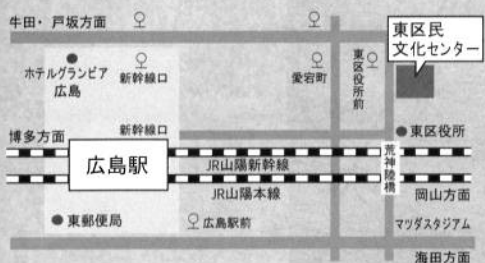 牛田・戸坂方面
東区民
文化センター
ホテルグランビア
広島
新幹線口
愛宕町
東区役所前
博多方面
新幹線口
東区役所
広島駅
JR山陽新幹線
荒神陸橋
JR山陽本線
岡山方面
東郵便局
広島駅前
マツダスタジアム
海田方面